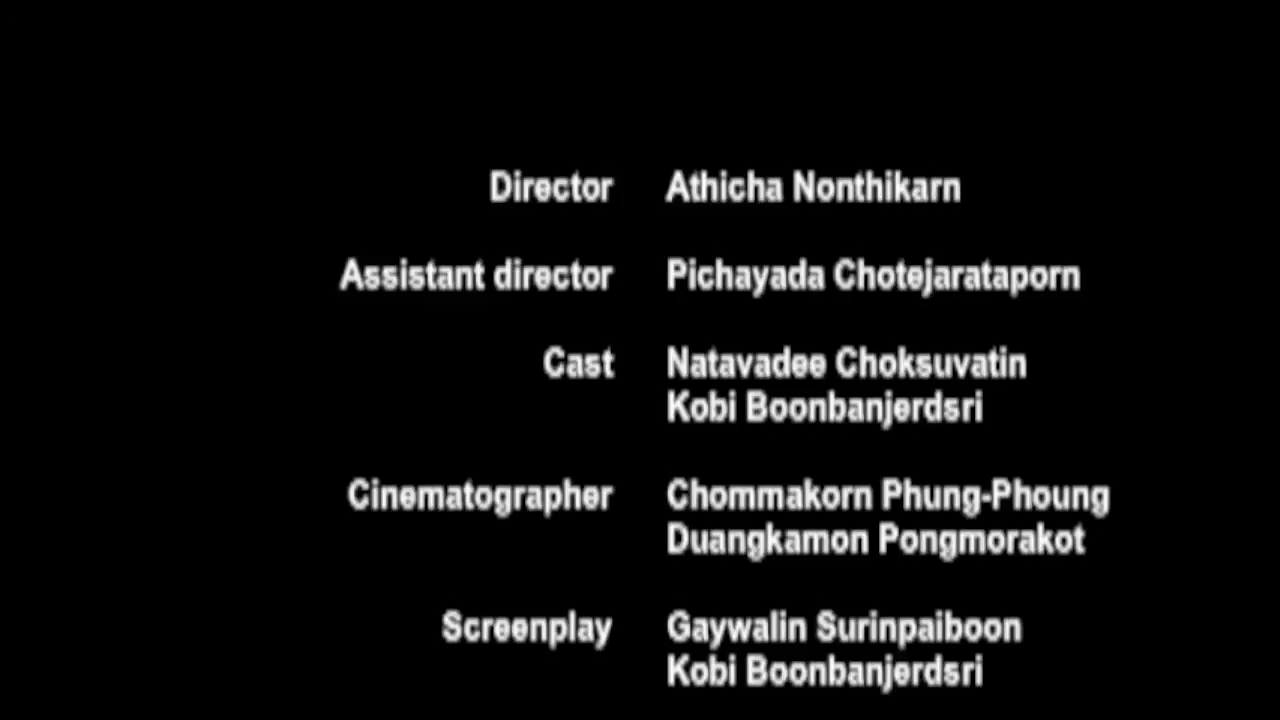 Director Athicha Nonthikarn
Assistant director Pichayada Chotejarataporn
Cast Natavadee Choksuvatin
Kobi Boonbanjerdsri
Cinematographer Chommakorn Phung-Phoung
Duangkamon Pongmorakot
Screenplay Gaywalin Surinpaiboon
Kobi Boonbanjerdsri